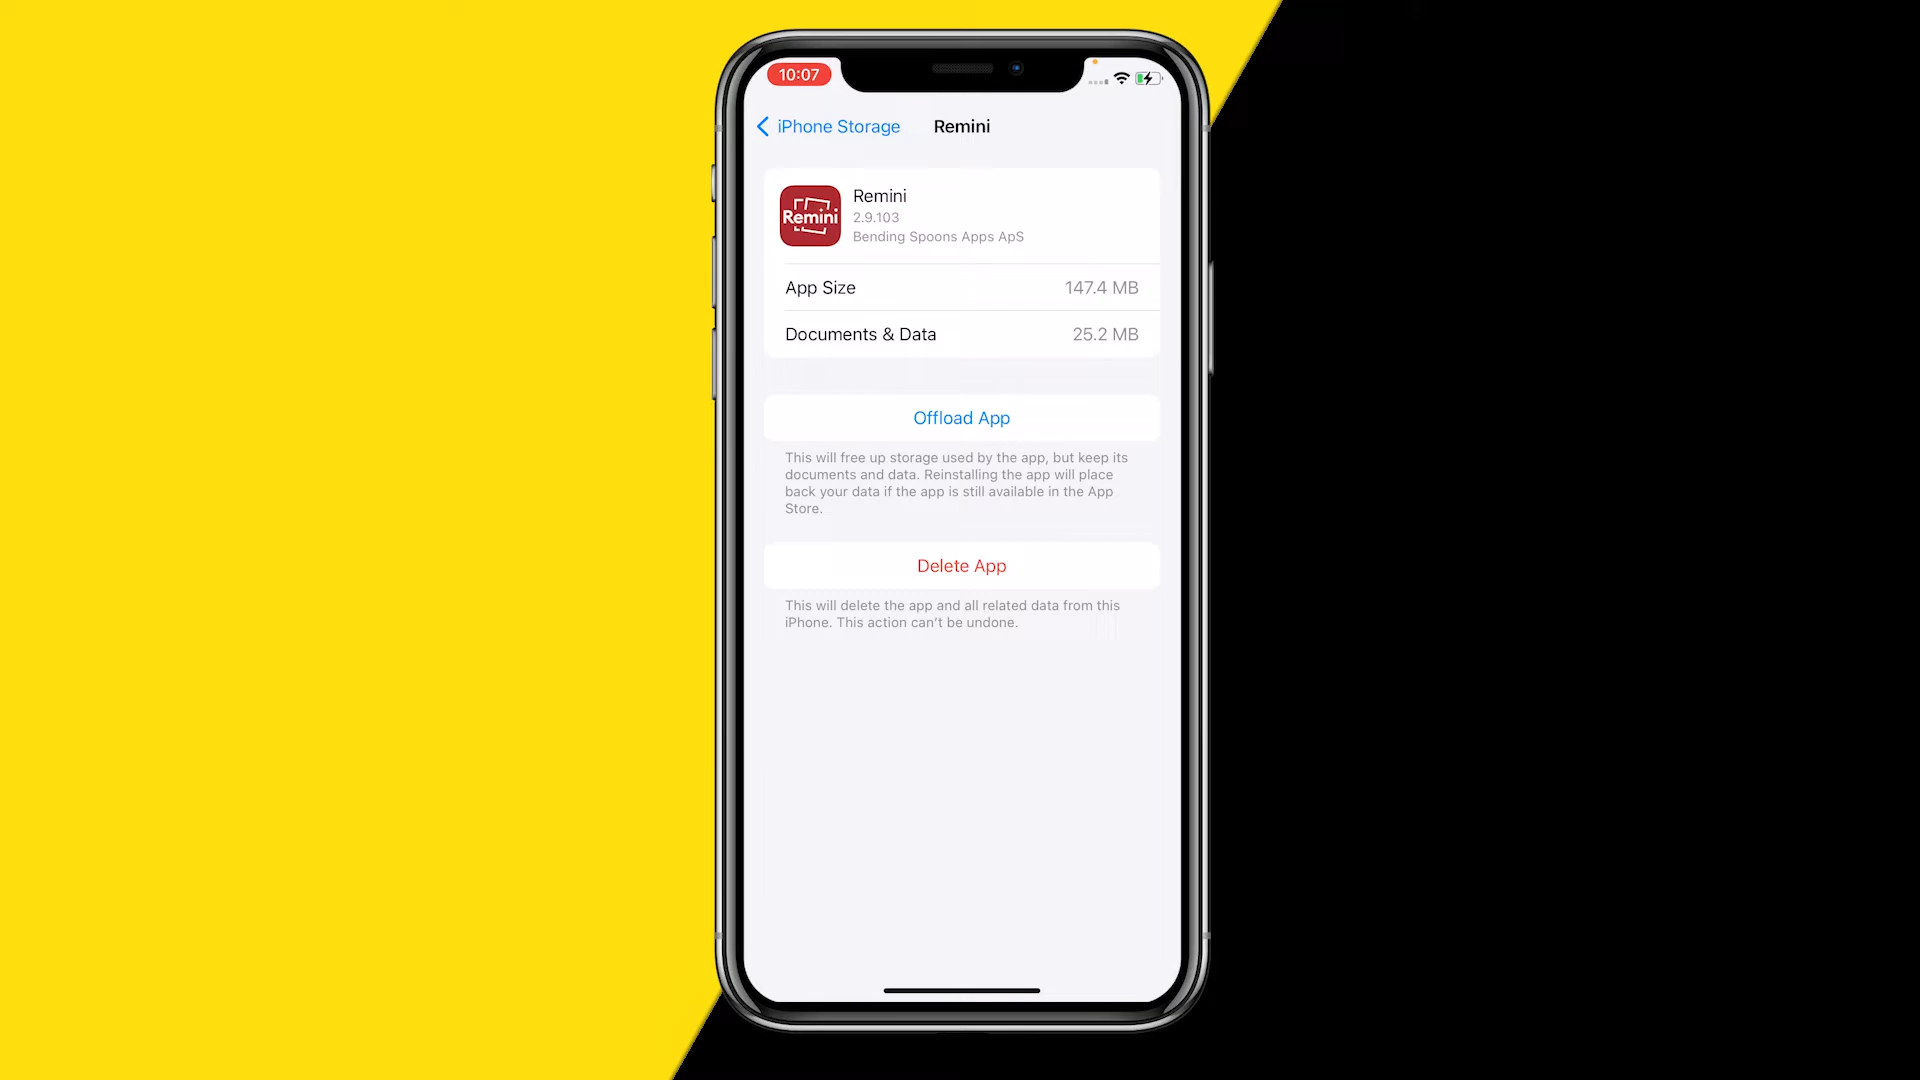 10:07
iPhone Storage
Remini
Remini
Remini
2.9.103
Bending Spoons Apps ApS
App Size
147.4 MB
Documents & Data
25.2 MB
Offload App
This will free up storage used by the app, but keep its
documents and data. Reinstalling the app will place
back your data if the app is still available in the App
Store.
Delete App
This will delete the app and all related data from this
iPhone. This action can't be undone.